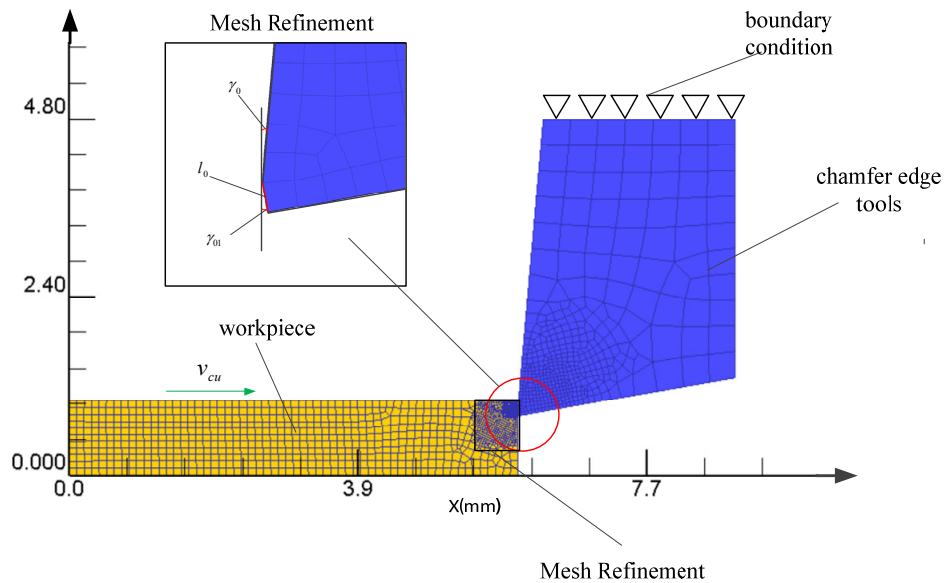 Mesh Refinement
boundary
condition
γ0
l0
γ01
4.80
chamfer edge
tools
2.40
workpiece
vcu
0.000
0.0
3.9
7.7
X(mm)
Mesh Refinement